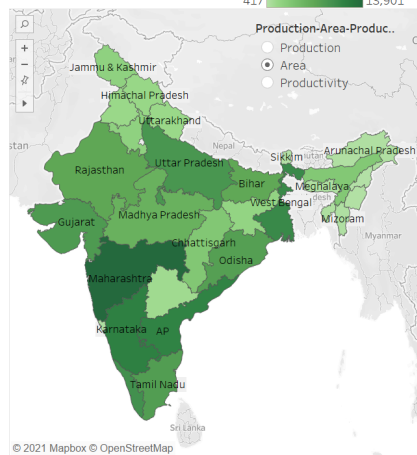 417
13,901
Production-Area-Produc..
Production
Area
Productivity
Jammu & Kashmir
Himachal Pradesh
Uttarakhand
Nepal
Sikkim
Arunachal Pradesh
Rajasthan
Uttar Pradesh
Bihar
Meghalaya
West Bengal
Gujarat
Madhya Pradesh
Mizoram
Myanmar
Chhattisgarh
Odisha
Maharashtra
Karnataka
AP
Tamil Nadu
Sri Lanka
© 2021 Mapbox © OpenStreetMap